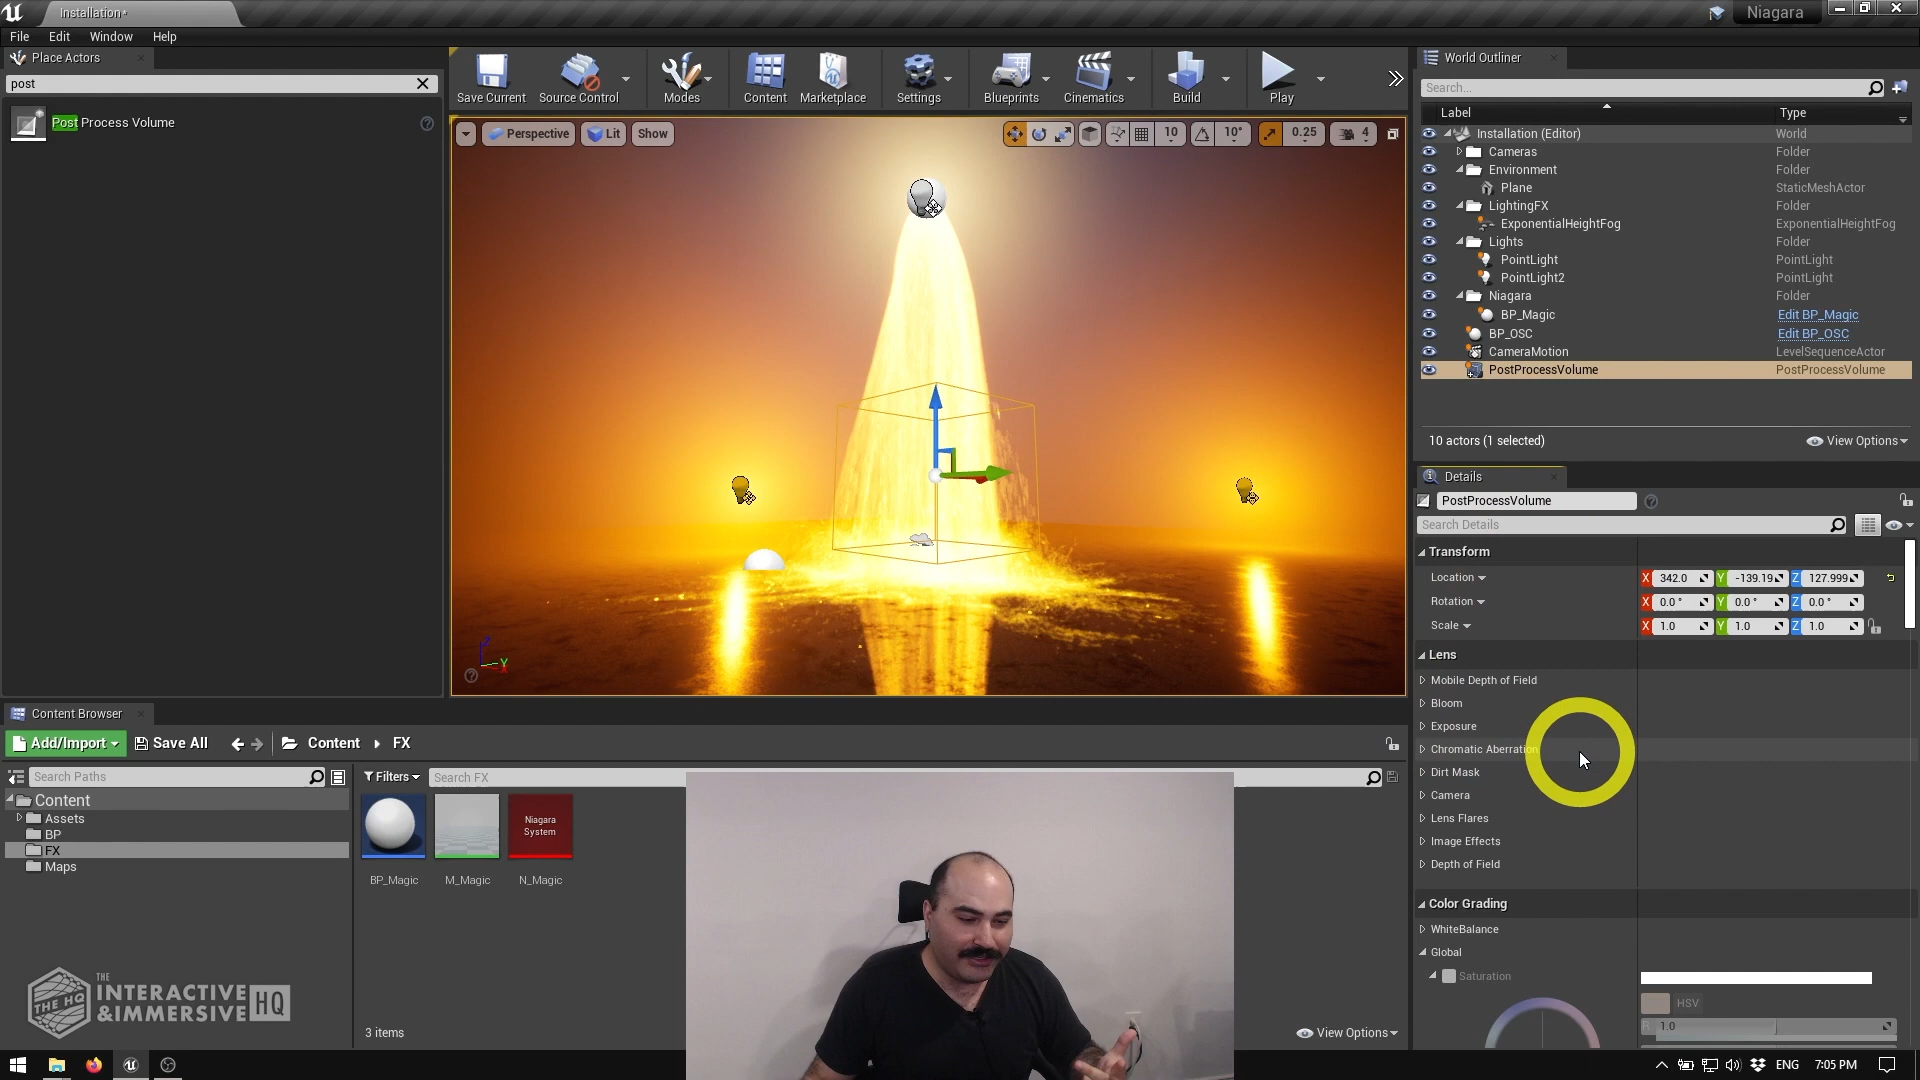 Installation*
Niagara
File Edit Window Help
Place Actors
post
Post Process Volume
Save Current
Source Control
Modes
Content
Marketplace
Settings
Blueprints
Cinematics
Build
Play
Perspective
Lit
Show
10
10°
0.25
4
Z
Y
World Outliner
Search...
Label Type
Installation (Editor) World
Cameras Folder
Environment Folder
Plane StaticMeshActor
LightingFX Folder
ExponentialHeightFog ExponentialHeightFog
Lights Folder
PointLight PointLight
PointLight2 PointLight
Niagara Folder
BP_Magic Edit BP_Magic
BP_OSC Edit BP_OSC
CameraMotion LevelSequenceActor
PostProcessVolume PostProcessVolume
10 actors (1 selected)
View Options
Details
PostProcessVolume
Search Details
Transform
Location X 342.0 Y -139.19 Z 127.999
Rotation X 0.0 ° Y 0.0 ° Z 0.0 °
Scale X 1.0 Y 1.0 Z 1.0
Lens
Mobile Depth of Field
Bloom
Exposure
Chromatic Aberration
Dirt Mask
Camera
Lens Flares
Image Effects
Depth of Field
Color Grading
WhiteBalance
Global
Saturation
HSV
R 1.0
Content Browser
Add/Import
Save All
Content
FX
Search Paths
Filters
Search FX
Content
Assets
BP
FX
Maps
Niagara
System
BP_Magic
M_Magic
N_Magic
3 items
View Options
THE HQ
THE
INTERACTIVE
&IMMERSIVE
HQ
ENG
7:05 PM